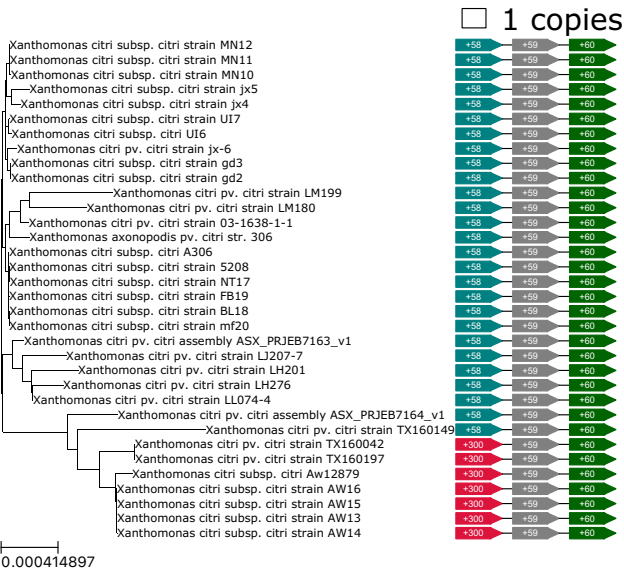 1 copies
Xanthomonas citri subsp. citri strain MN12 +58 +59 +60
Xanthomonas citri subsp. citri strain MN11 +58 +59 +60
Xanthomonas citri subsp. citri strain MN10 +58 +59 +60
Xanthomonas citri subsp. citri strain jx5 +58 +59 +60
Xanthomonas citri subsp. citri strain jx4 +58 +59 +60
Xanthomonas citri subsp. citri strain UI7 +58 +59 +60
Xanthomonas citri subsp. citri UI6 +58 +59 +60
Xanthomonas citri pv. citri strain jx-6 +58 +59 +60
Xanthomonas citri subsp. citri strain gd3 +58 +59 +60
Xanthomonas citri subsp. citri strain gd2 +58 +59 +60
Xanthomonas citri pv. citri strain LM199 +58 +59 +60
Xanthomonas citri pv. citri strain LM180 +58 +59 +60
Xanthomonas citri pv. citri strain 03-1638-1-1 +58 +59 +60
Xanthomonas axonopodis pv. citri str. 306 +58 +59 +60
Xanthomonas citri subsp. citri A306 +58 +59 +60
Xanthomonas citri subsp. citri strain 5208 +58 +59 +60
Xanthomonas citri subsp. citri strain NT17 +58 +59 +60
Xanthomonas citri subsp. citri strain FB19 +58 +59 +60
Xanthomonas citri subsp. citri strain BL18 +58 +59 +60
Xanthomonas citri subsp. citri strain mf20 +58 +59 +60
Xanthomonas citri pv. citri assembly ASX_PRJEB7163_v1 +58 +59 +60
Xanthomonas citri pv. citri strain LJ207-7 +58 +59 +60
Xanthomonas citri pv. citri strain LH201 +58 +59 +60
Xanthomonas citri pv. citri strain LH276 +58 +59 +60
Xanthomonas citri pv. citri strain LL074-4 +58 +59 +60
Xanthomonas citri pv. citri assembly ASX_PRJEB7164_v1 +58 +59 +60
Xanthomonas citri pv. citri strain TX160149 +58 +59 +60
Xanthomonas citri pv. citri strain TX160042 +300 +59 +60
Xanthomonas citri pv. citri strain TX160197 +300 +59 +60
Xanthomonas citri subsp. citri Aw12879 +300 +59 +60
Xanthomonas citri subsp. citri strain AW16 +300 +59 +60
Xanthomonas citri subsp. citri strain AW15 +300 +59 +60
Xanthomonas citri subsp. citri strain AW13 +300 +59 +60
Xanthomonas citri subsp. citri strain AW14 +300 +59 +60
0.000414897